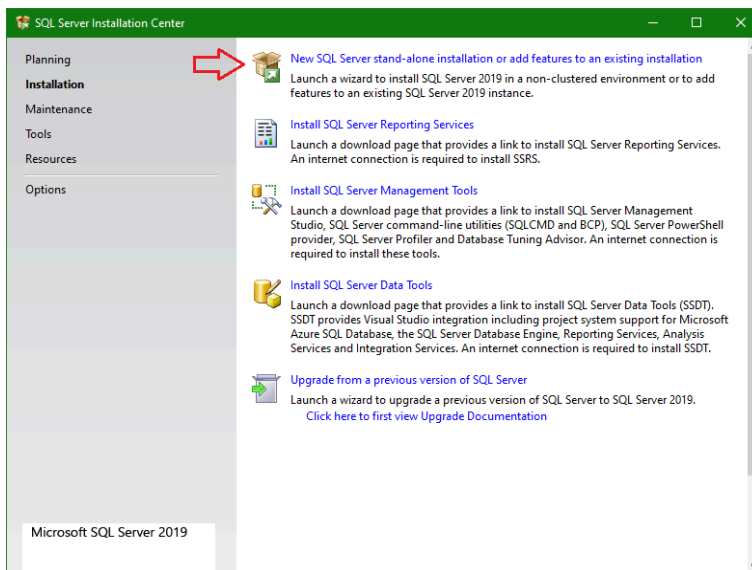 SQL Server Installation Center
Planning
Installation
Maintenance
Tools
Resources
Options
New SQL Server stand-alone installation or add features to an existing installation
Launch a wizard to install SQL Server 2019 in a non-clustered environment or to add
features to an existing SQL Server 2019 instance.
Install SQL Server Reporting Services
Launch a download page that provides a link to install SQL Server Reporting Services.
An internet connection is required to install SSRS.
Install SQL Server Management Tools
Launch a download page that provides a link to install SQL Server Management
Studio, SQL Server command-line utilities (SQLCMD and BCP), SQL Server PowerShell
provider, SQL Server Profiler and Database Tuning Advisor. An internet connection is
required to install these tools.
Install SQL Server Data Tools
Launch a download page that provides a link to install SQL Server Data Tools (SSDT).
SSDT provides Visual Studio integration including project system support for Microsoft
Azure SQL Database, the SQL Server Database Engine, Reporting Services, Analysis
Services and Integration Services. An internet connection is required to install SSDT.
Upgrade from a previous version of SQL Server
Launch a wizard to upgrade a previous version of SQL Server to SQL Server 2019.
Click here to first view Upgrade Documentation
Microsoft SQL Server 2019